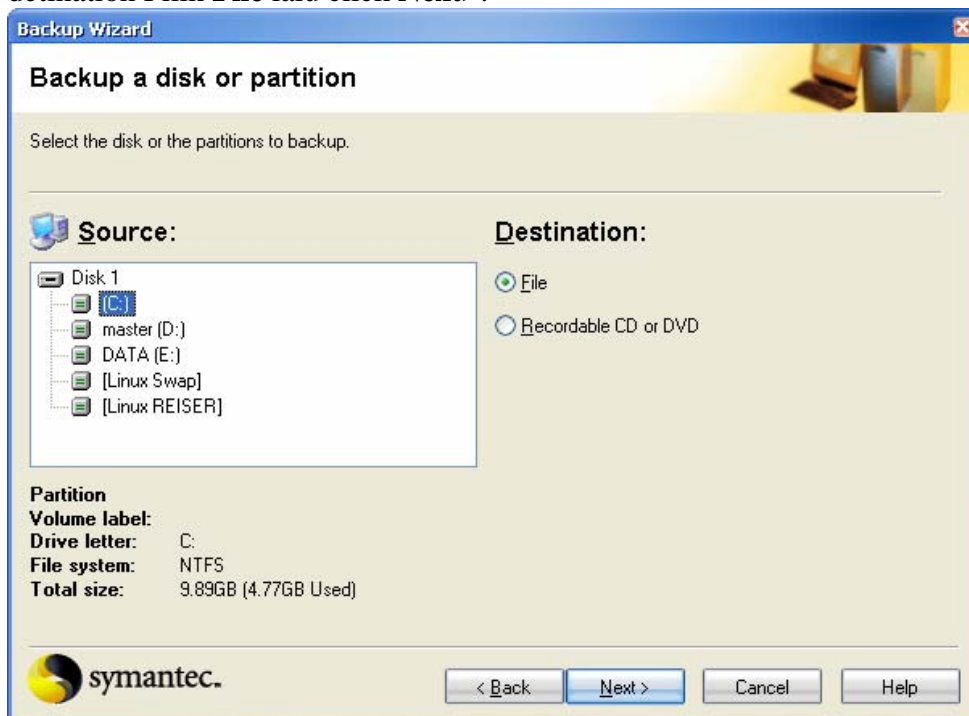 Backup Wizard
Backup a disk or partition
Select the disk or the partitions to backup.
Source:
Disk 1
(C:)
master (D:)
DATA (E:)
[Linux Swap]
[Linux REISER]
Destination:
File
Recordable CD or DVD
Partition
Volume label:
Drive letter: C:
File system: NTFS
Total size: 9.89GB (4.77GB Used)
symantec.
< Back Next > Cancel Help